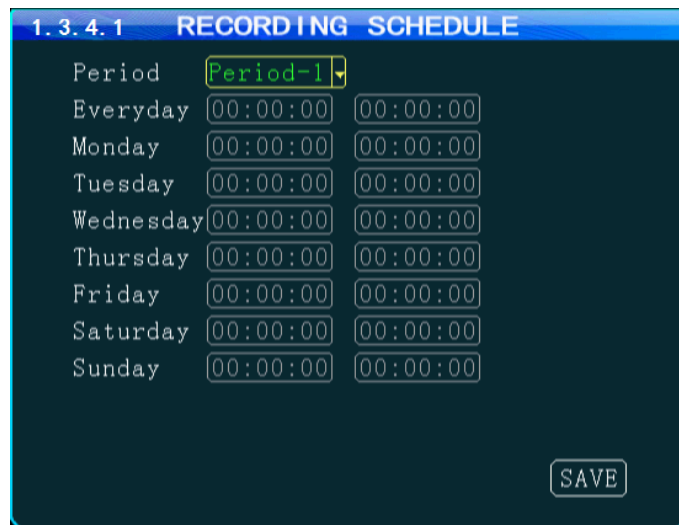 1.3.4.1 RECORDING SCHEDULE
Period Period-1
Everyday 00:00:00 00:00:00
Monday 00:00:00 00:00:00
Tuesday 00:00:00 00:00:00
Wednesday 00:00:00 00:00:00
Thursday 00:00:00 00:00:00
Friday 00:00:00 00:00:00
Saturday 00:00:00 00:00:00
Sunday 00:00:00 00:00:00
SAVE